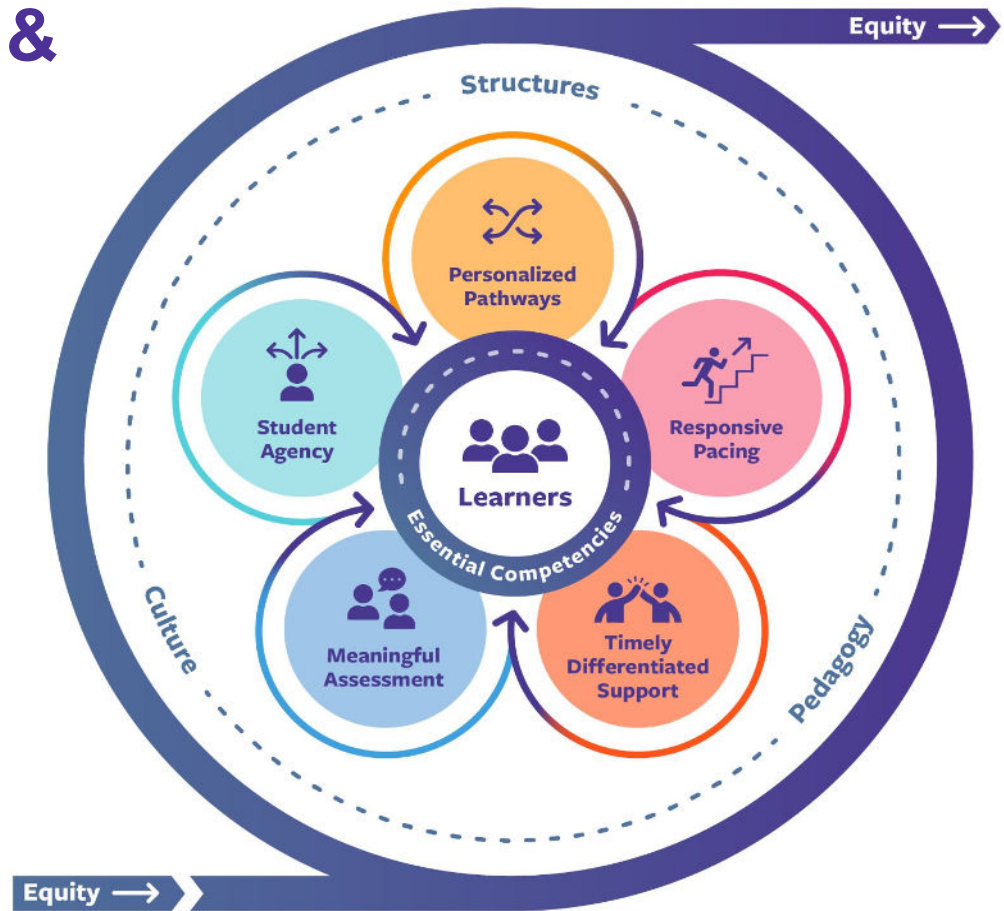 &
Equity
Structures
Personalized
Pathways
Student
Agency
Responsive
Pacing
Learners
Essential Competencies
Culture
Meaningful
Assessment
Timely
Differentiated
Support
Pedagogy
Equity